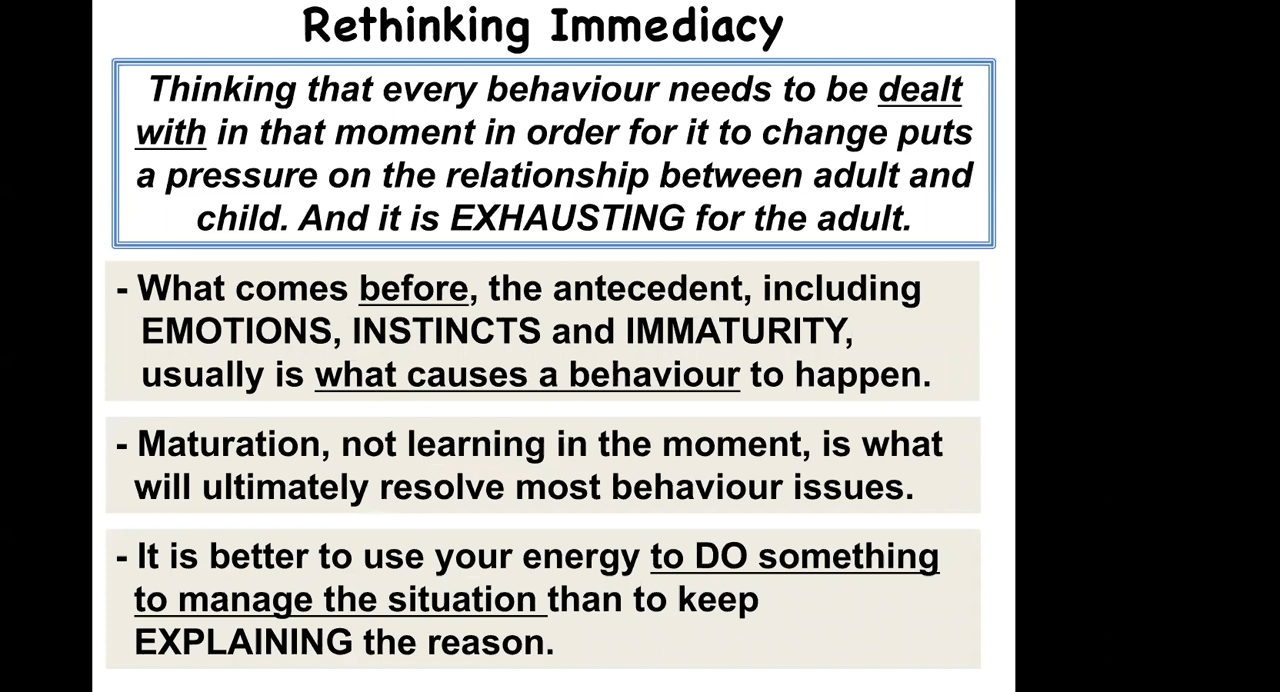 Rethinking Immediacy
Thinking that every behaviour needs to be dealt
with in that moment in order for it to change puts
a pressure on the relationship between adult and
child. And it is EXHAUSTING for the adult.
- What comes before, the antecedent, including
EMOTIONS, INSTINCTS and IMMATURITY,
usually is what causes a behaviour to happen.
- Maturation, not learning in the moment, is what
will ultimately resolve most behaviour issues.
- It is better to use your energy to DO something
to manage the situation than to keep
EXPLAINING the reason.